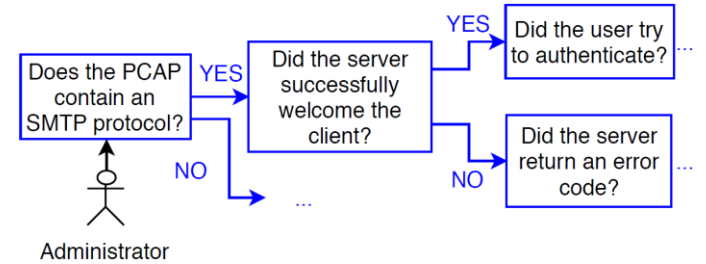 Does the PCAP
contain an
SMTP protocol?
YES
NO
...
Did the server
successfully
welcome the
client?
YES
NO
Did the user try
to authenticate?
...
Did the server
return an error
code?
...
Administrator